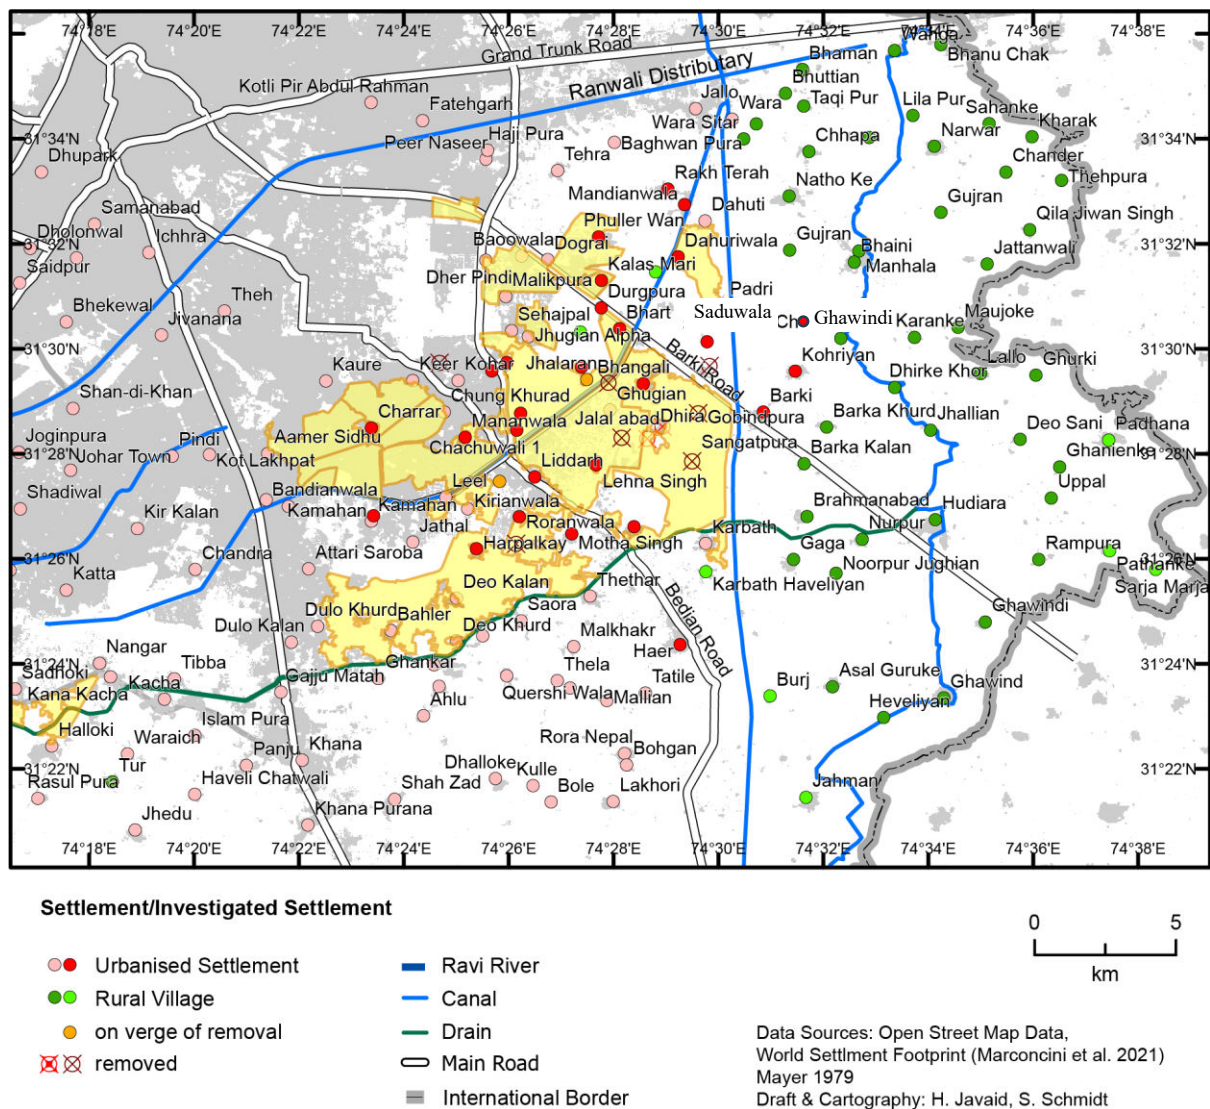 74°18'E 74°20'E 74°22'E 74°24'E 74°26'E 74°28'E 74°30'E 74°32'E 74°34'E 74°36'E 74°38'E
Grand Trunk Road
Wahga
Bhaman
Bhanu Chak
Ranwali Distributary
Bhuttian
Kotli Pir Abdul Rahman
Jallo
Wara
Taqi Pur
Lila Pur
Fatehgarh
Sahanke
Kharak
Wara Sitar
31°34'N
Haji Pura
Peer Naseer
Baghwan Pura
Chhapa
Narwar
Chander
31°34'N
Dhupark
Tehra
Rakh Terah
Natho Ke
Thehpura
Mandianwala
Dahuti
Gujran
Samanabad
Phuller Wan
Qila Jiwan Singh
Dholonwal
31°32'N
Ichhra
Baoowala
Dograi
Dahuriwala
Gujran
Bhaini
Jattanwali
31°32'N
Saidpur
Dher Pindi
Malikpura
Kalas Mari
Manhala
Theh
Durgpura
Padri
Bhekewal
Jivanana
Sehajpal
Bhart
Saduwala
Ch
Ghawindi
Karanke
Maujoke
31°30'N
Jhugian Alpha
Barki Road
Kohriyan
31°30'N
Kaure
Keer Kohar
Jhalaran
Bhangali
Dhirke Khor
Lallo
Ghurki
Shan-di-Khan
Chung Khurad
Ghugian
Barki
Charrar
Mananwala
Jalal abad
Dhira
Gobindpura
Barka Khurd
Jhallian
Deo Sani
Padhana
Joginpura
Pindi
Aamer Sidhu
Chachuwali 1
Sangatpura
Barka Kalan
Ghanienke
31°28'N
Johar Town
Kot Lakhpat
Liddarh
31°28'N
Shadiwal
Bandianwala
Leel
Lehna Singh
Uppal
Kir Kalan
Kamahan
Kamahan
Kirianwala
Brahmanabad
Hudiara
Jathal
Roranwala
Karbath
Nurpur
31°26'N
Chandra
Attari Saroba
Harpalkay
Motha Singh
Gaga
Rampura
31°26'N
Katta
Deo Kalan
Thethar
Karbath Haveliyan
Noorpur Jughian
Pathanke
Sarja Marja
Dulo Khurd
Bahler
Saora
Ghawindi
Dulo Kalan
Deo Khurd
Malkhakr
Bedian Road
Nangar
Haer
31°24'N
Tibba
Ghankar
Thela
Tatile
Asal Guruke
Ghawind
31°24'N
Sadhoki
Kacha
Gajju Matah
Burj
Kana Kacha
Ahlu
Quershi Wala
Mallian
Heveliyan
Halloki
Islam Pura
Waraich
Panju
Khana
Rora Nepal
Bohgan
31°22'N
Tur
Dhalloke
Kulle
31°22'N
Rasul Pura
Haveli Chatwali
Shah Zad
Bole
Lakhori
Jahman
Jhedu
Khana Purana
74°18'E 74°20'E 74°22'E 74°24'E 74°26'E 74°28'E 74°30'E 74°32'E 74°34'E 74°36'E 74°38'E
Settlement/Investigated Settlement
Urbanised Settlement
Rural Village
on verge of removal
removed
Ravi River
Canal
Drain
Main Road
International Border
0 5
km
Data Sources: Open Street Map Data,
World Settlment Footprint (Marconcini et al. 2021)
Mayer 1979
Draft & Cartography: H. Javaid, S. Schmidt